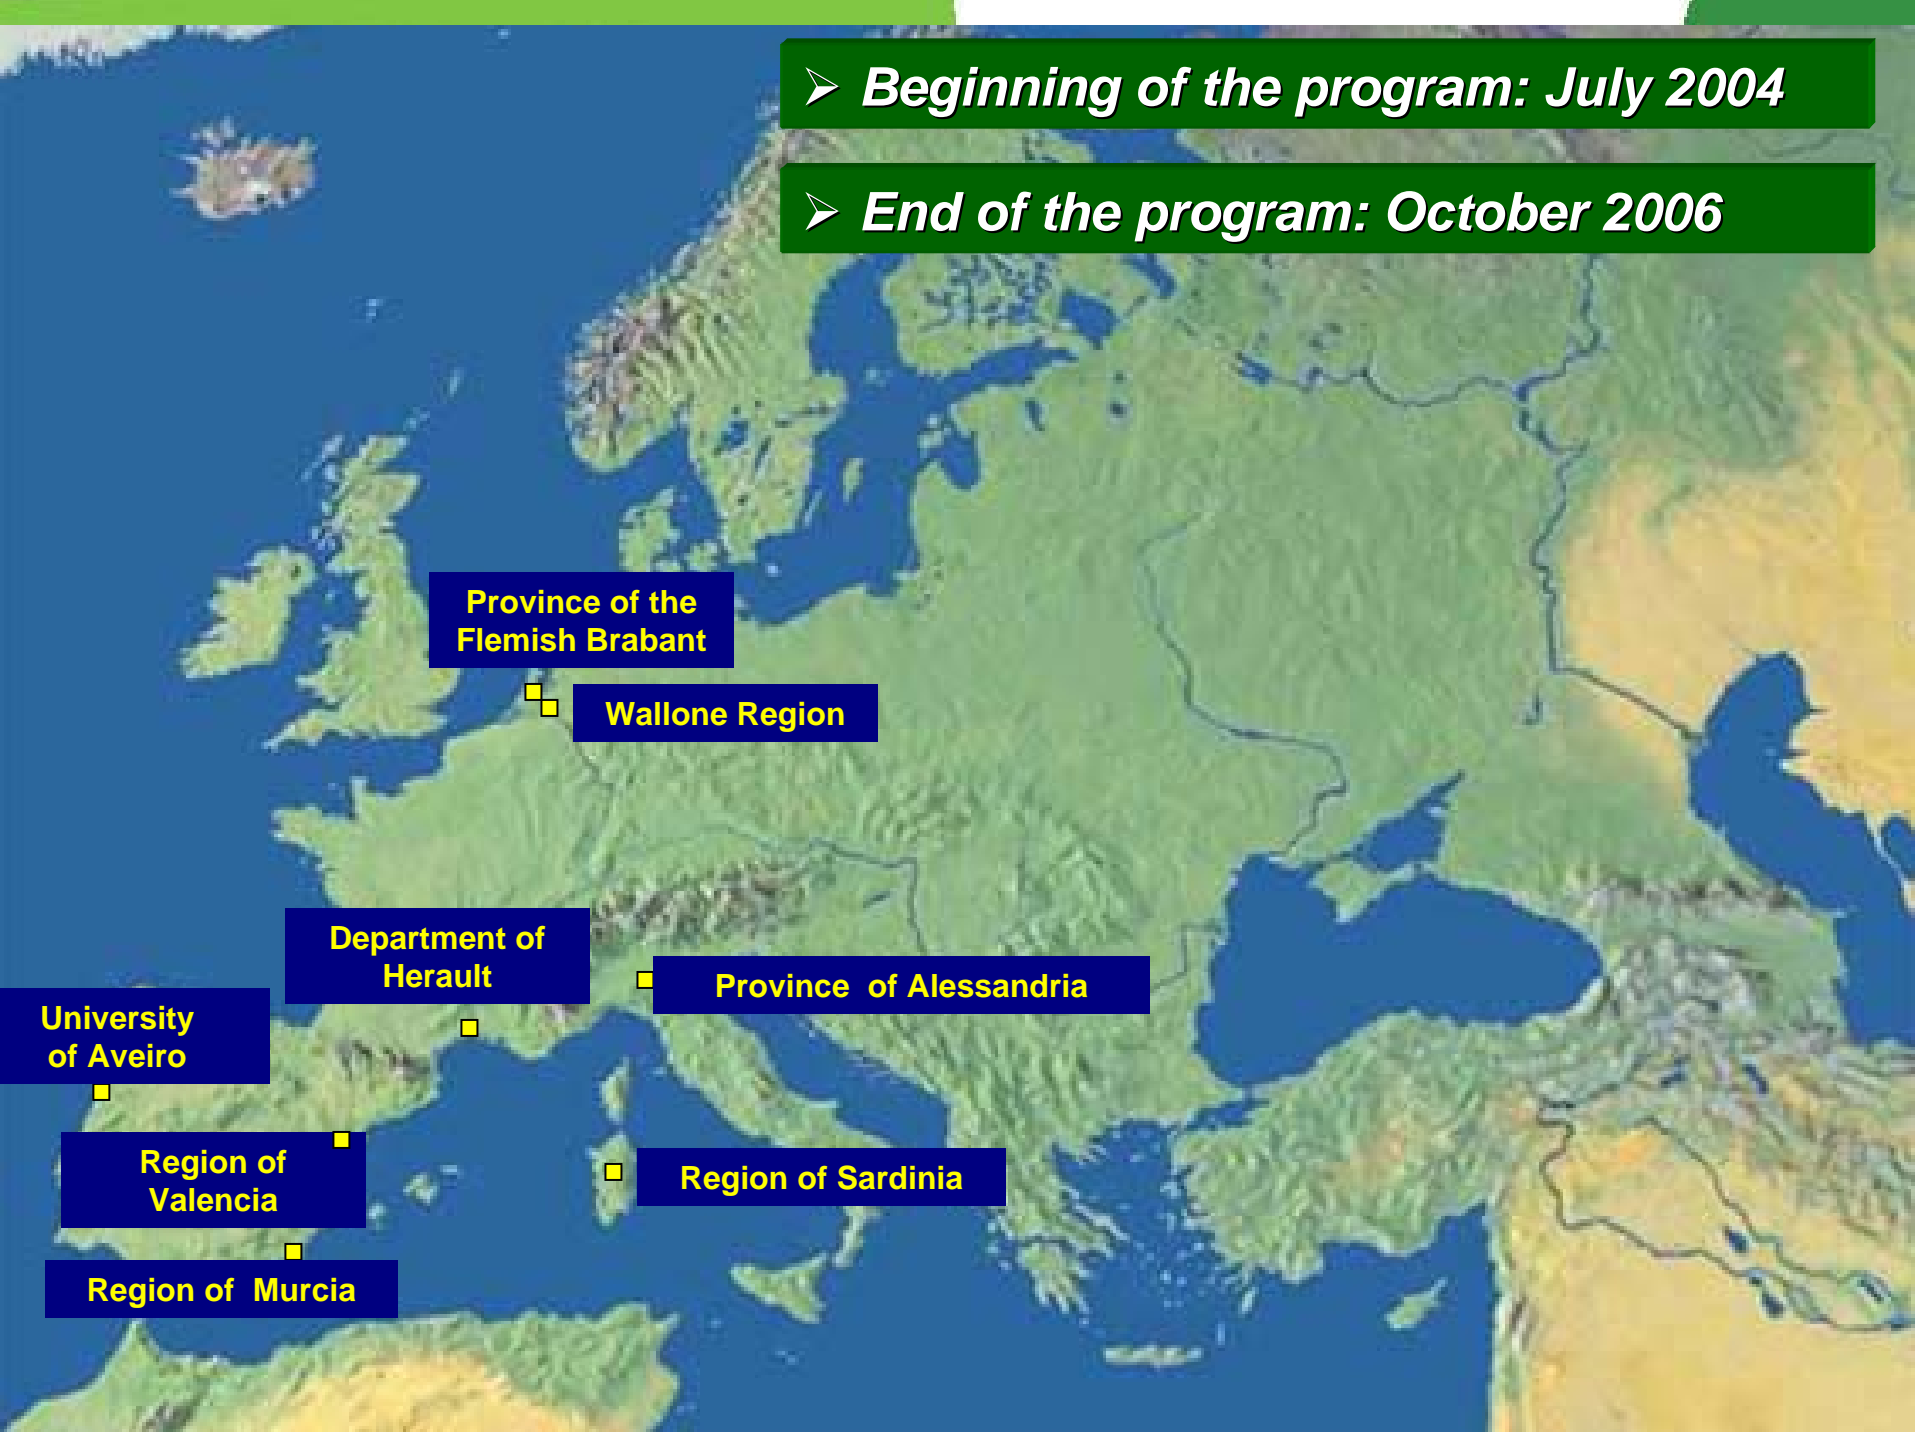 ➢ Beginning of the program: July 2004
➢ End of the program: October 2006
Province of the
Flemish Brabant
Wallone Region
Department of
Herault
Province of Alessandria
University
of Aveiro
Region of
Valencia
Region of Sardinia
Region of Murcia